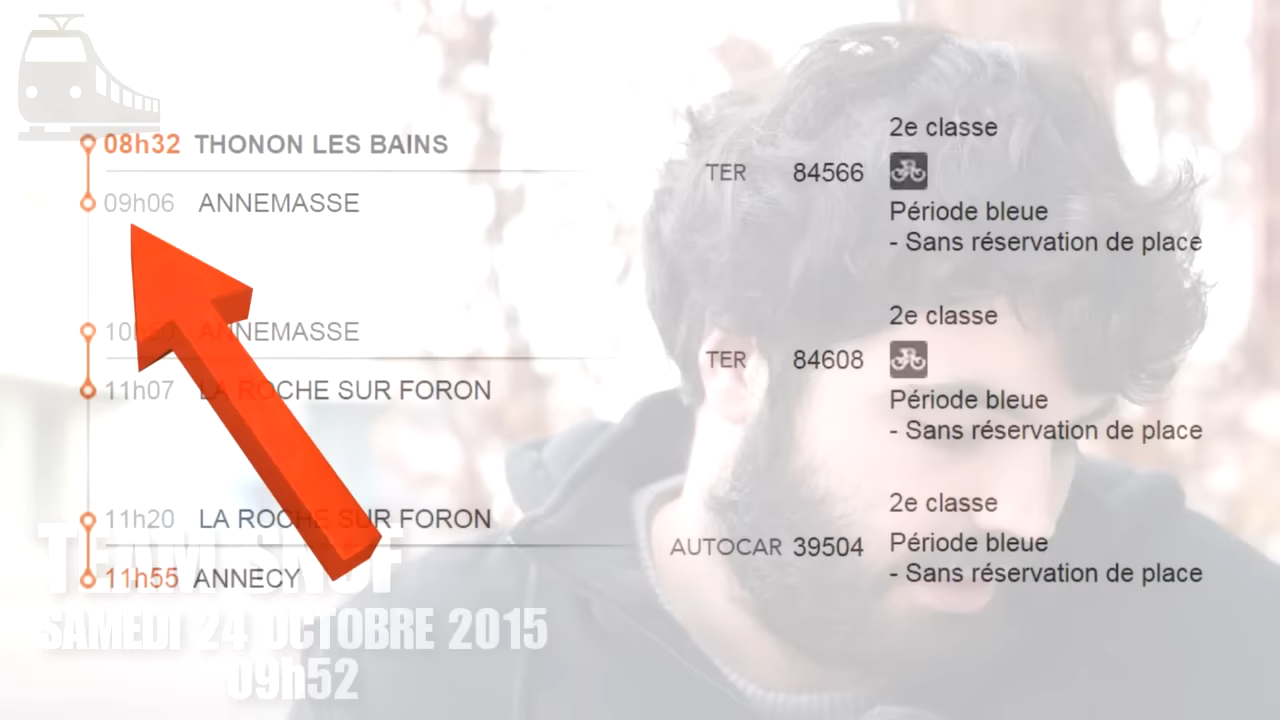 08h32 THONON LES BAINS
09h06 ANNEMASSE
TER 84566
2e classe
Période bleue
- Sans réservation de place
ANNEMASSE
11h07 LA ROCHE SUR FORON
TER 84608
2e classe
Période bleue
- Sans réservation de place
11h20 LA ROCHE SUR FORON
11h55 ANNECY
AUTOCAR 39504
2e classe
Période bleue
- Sans réservation de place
TEAM SNCF
SAMEDI 24 OCTOBRE 2015
09h52